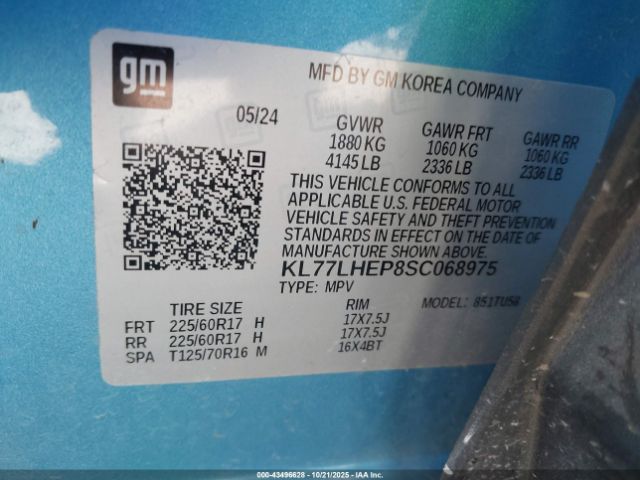 gm
MFD BY GM KOREA COMPANY
05/24 GVWR GAWR FRT GAWR RR
1880 KG 1060 KG 1060 KG
4145 LB 2336 LB 2336 LB
THIS VEHICLE CONFORMS TO ALL
APPLICABLE U.S. FEDERAL MOTOR
VEHICLE SAFETY AND THEFT PREVENTION
STANDARDS IN EFFECT ON THE DATE OF
MANUFACTURE SHOWN ABOVE.
KL77LHEP8SC068975
TYPE: MPV MODEL: 851TU58
TIRE SIZE RIM
FRT 225/60R17 H 17X7.5J
RR 225/60R17 H 17X7.5J
SPA T125/70R16 M 16X4BT
000-43496628 - 10/21/2025 - IAA, Inc.